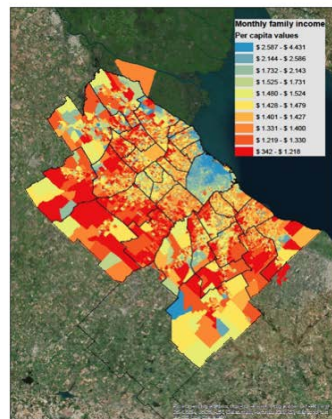 Monthly family income
Per capita values
$ 2.587 - $ 4.431
$ 2.144 - $ 2.586
$ 1.732 - $ 2.143
$ 1.525 - $ 1.731
$ 1.480 - $ 1.524
$ 1.428 - $ 1.479
$ 1.401 - $ 1.427
$ 1.331 - $ 1.400
$ 1.219 - $ 1.330
$ 342 - $ 1.218